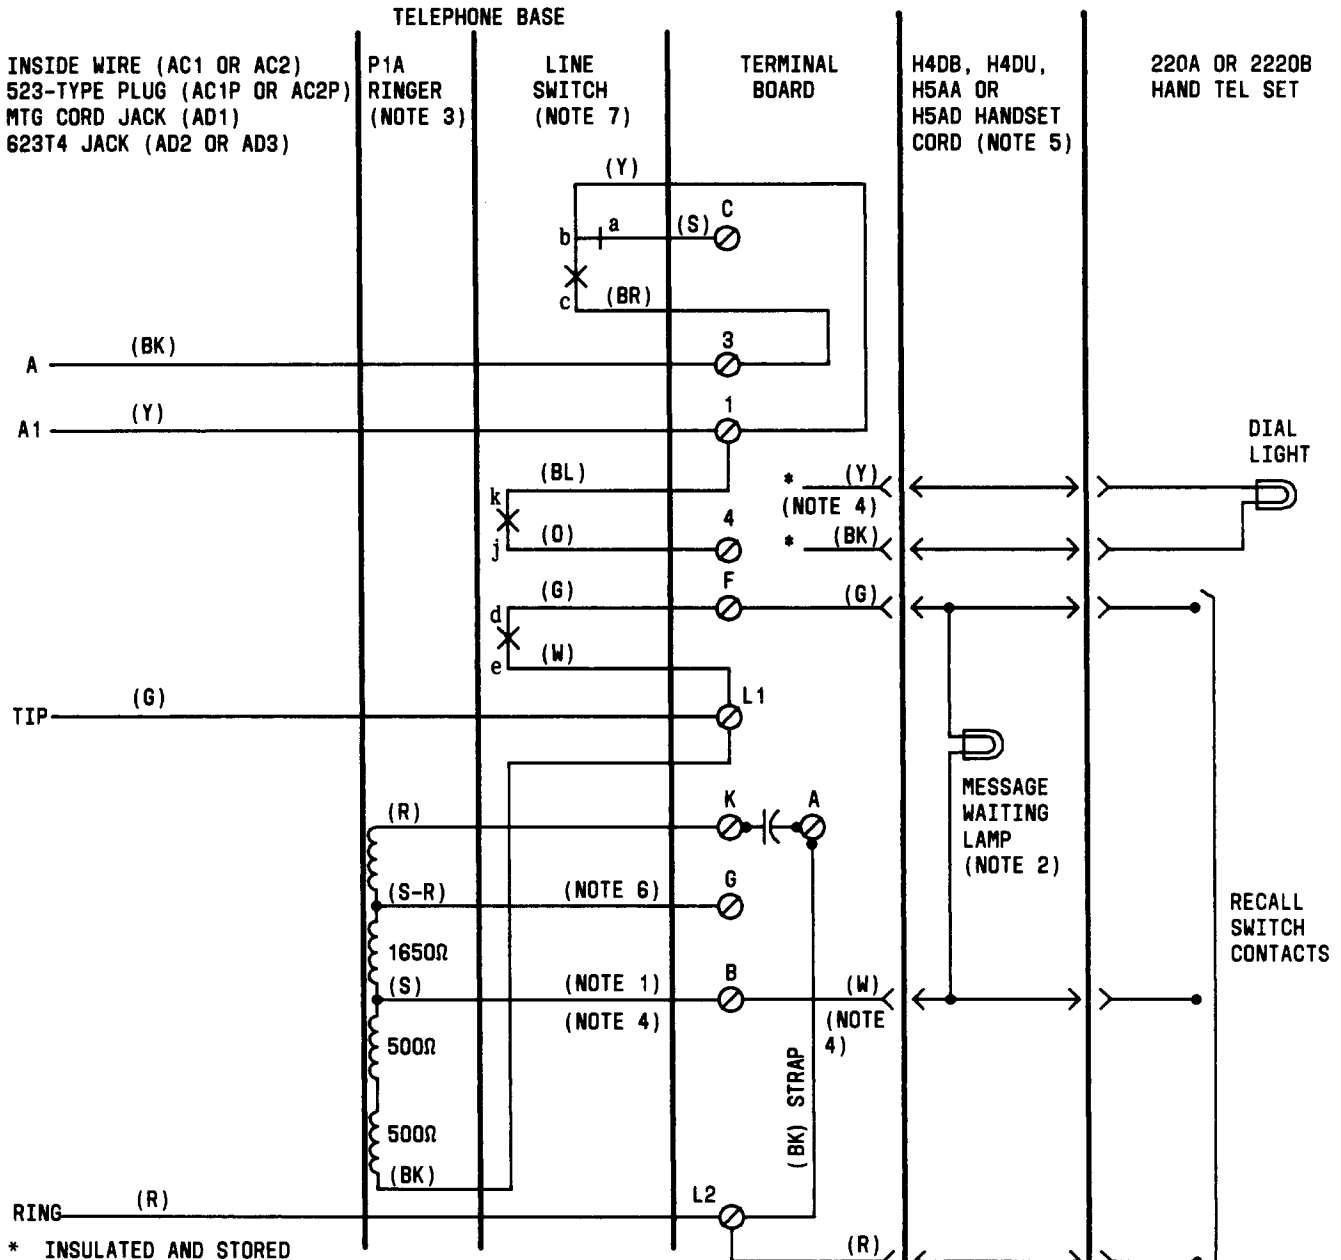 TELEPHONE BASE
INSIDE WIRE (AC1 OR AC2)
523-TYPE PLUG (AC1P OR AC2P)
MTG CORD JACK (AD1)
623T4 JACK (AD2 OR AD3)
P1A
RINGER
(NOTE 3)
LINE
SWITCH
(NOTE 7)
TERMINAL
BOARD
H4DB, H4DU,
H5AA OR
H5AD HANDSET
CORD (NOTE 5)
220A OR 2220B
HAND TEL SET
(Y)
C
b
a
(S)
c
(BR)
3
A
(BK)
1
A1
(Y)
DIAL
LIGHT
(BL)
k
* (Y)
(NOTE 4)
4
j
(O)
* (BK)
F
(G)
d
(G)
e
(W)
L1
TIP
(G)
K
A
(R)
MESSAGE
WAITING
LAMP
(NOTE 2)
G
(S-R)
(NOTE 6)
RECALL
SWITCH
CONTACTS
1650Ω
B
(S)
(NOTE 1)
(W)
(NOTE 4)
(NOTE
4)
500Ω
(BK) STRAP
500Ω
(BK)
L2
RING
(R)
(R)
* INSULATED AND STORED